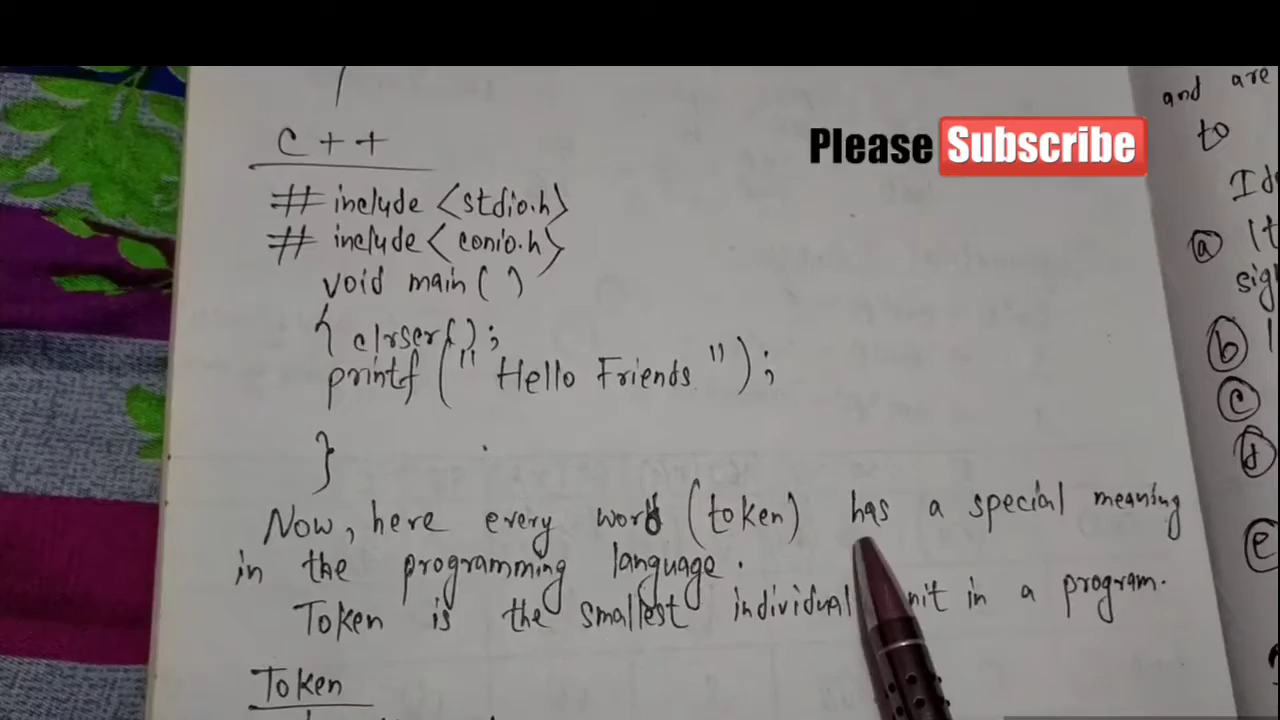 C++
# include <stdio.h>
# include <conio.h>
void main( )
{ clrscr();
printf (" Hello Friends ");
}
Now, here every word (token) has a special meaning
in the programming language.
Token is the smallest individual unit in a program.
Token
Please Subscribe
and are
to
It
a
b
c
d
e